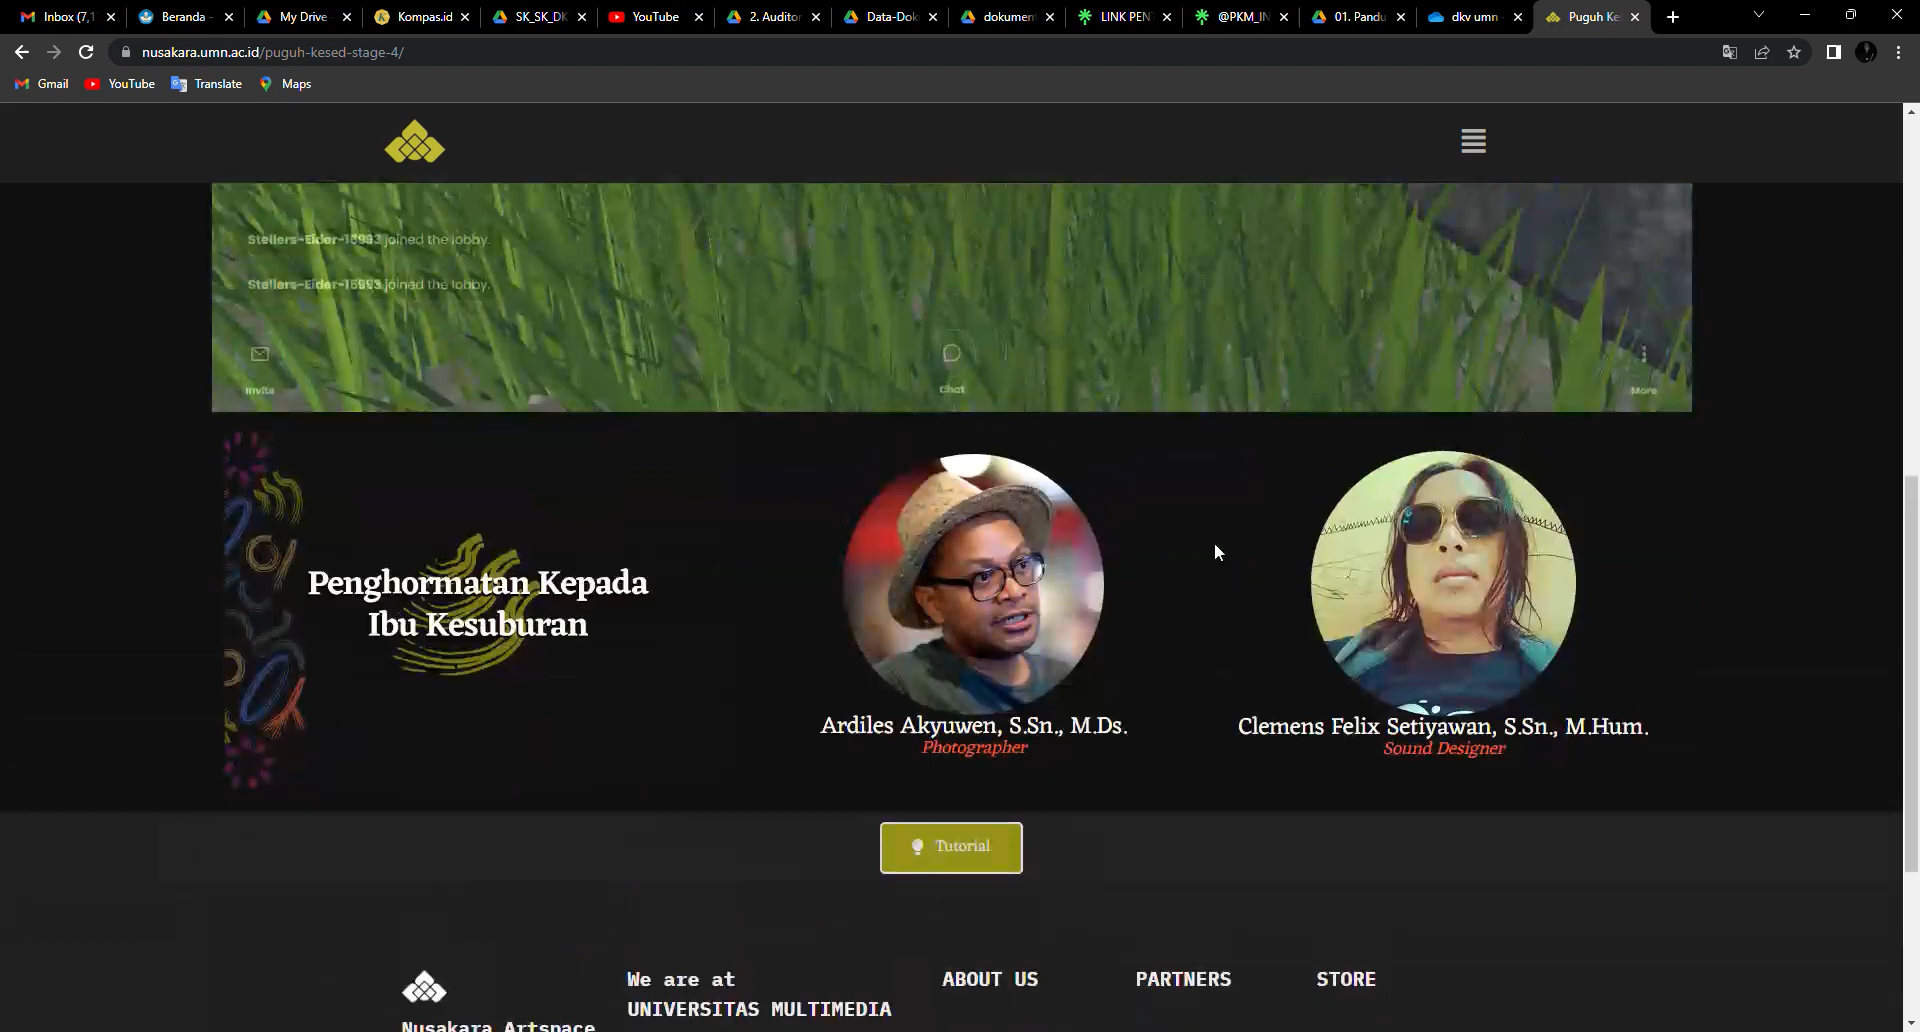 Inbox (7,1
Beranda -
My Drive -
Kompas.id
SK_SK_DK
YouTube
2. Auditor
Data-Dok
dokumen
LINK PEN
@PKM_IN
01. Pandu
dkv umn -
Puguh Kes
nusakara.umn.ac.id/puguh-kesed-stage-4/
Gmail
YouTube
Translate
Maps
joined the lobby.
joined the lobby.
Invite
Chat
More
Penghormatan Kepada
Ibu Kesuburan
Ardiles Akyuwen, S.Sn., M.Ds.
Photographer
Clemens Felix Setiyawan, S.Sn., M.Hum.
Sound Designer
Tutorial
Nusakara Artspace
We are at
UNIVERSITAS MULTIMEDIA
ABOUT US
PARTNERS
STORE